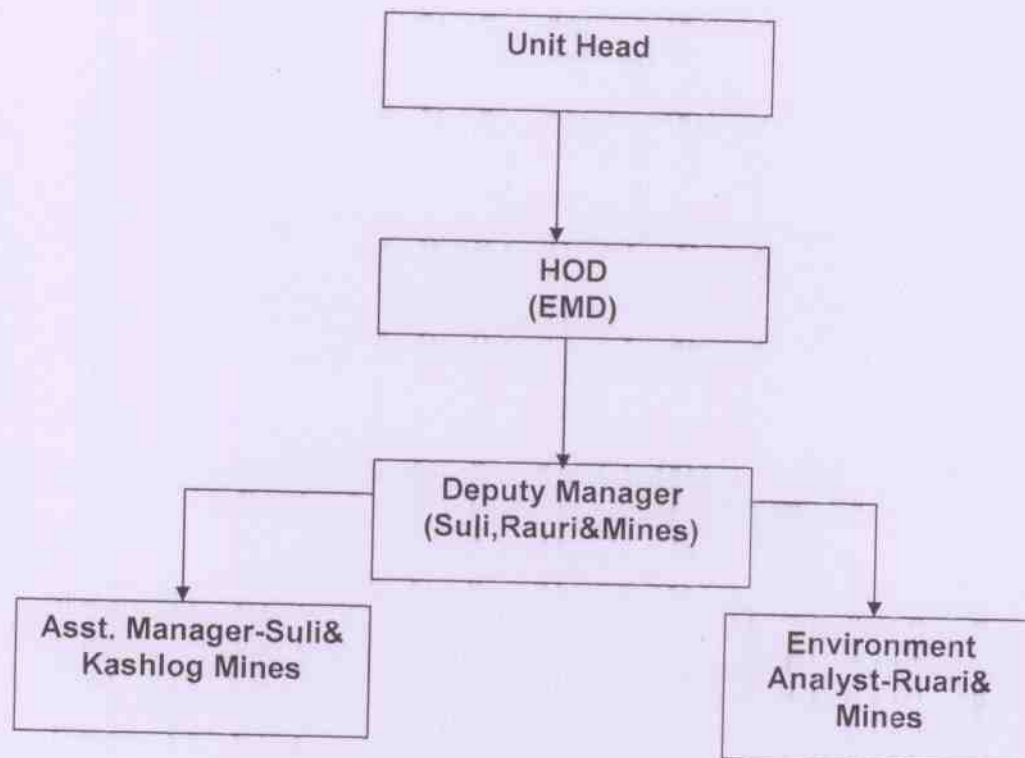 Unit Head
HOD
(EMD)
Deputy Manager
(Suli,Rauri&Mines)
Asst. Manager-Suli&
Kashlog Mines
Environment
Analyst-Ruari&
Mines